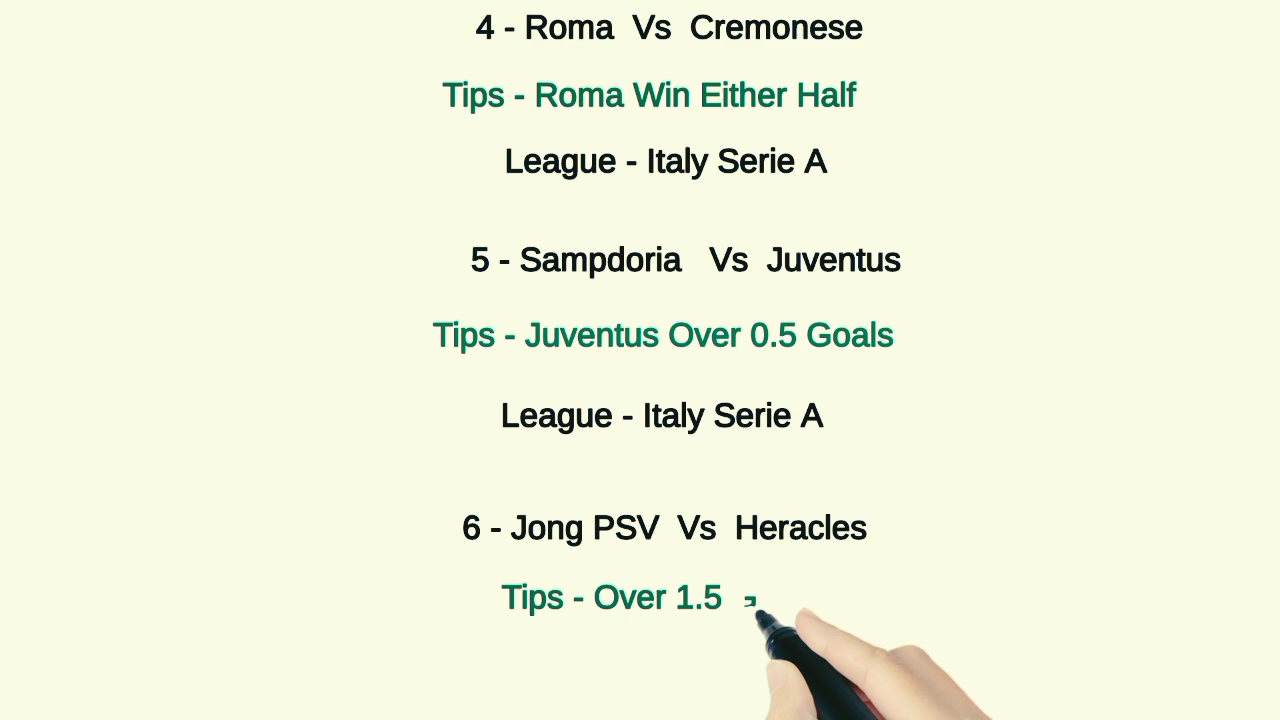 4 - Roma Vs Cremonese
Tips - Roma Win Either Half
League - Italy Serie A
5 - Sampdoria Vs Juventus
Tips - Juventus Over 0.5 Goals
League - Italy Serie A
6 - Jong PSV Vs Heracles
Tips - Over 1.5